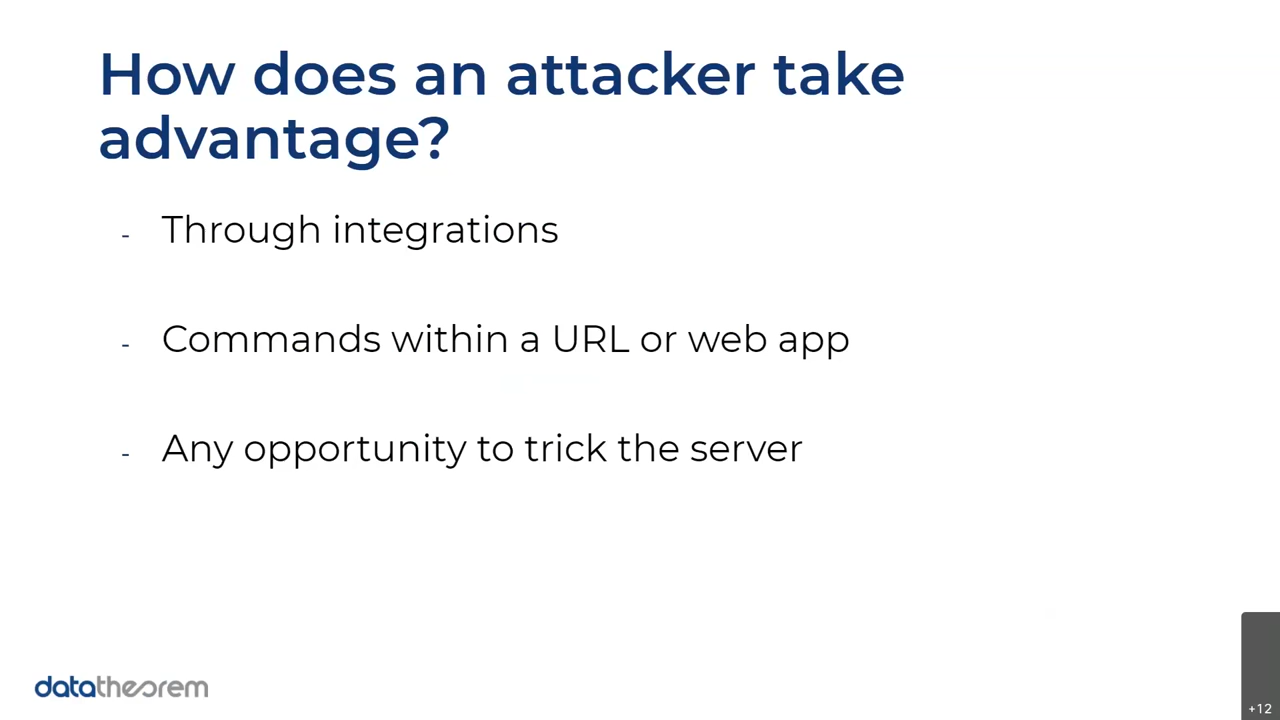 How does an attacker take
advantage?
- Through integrations
- Commands within a URL or web app
- Any opportunity to trick the server
datatheorem
+12